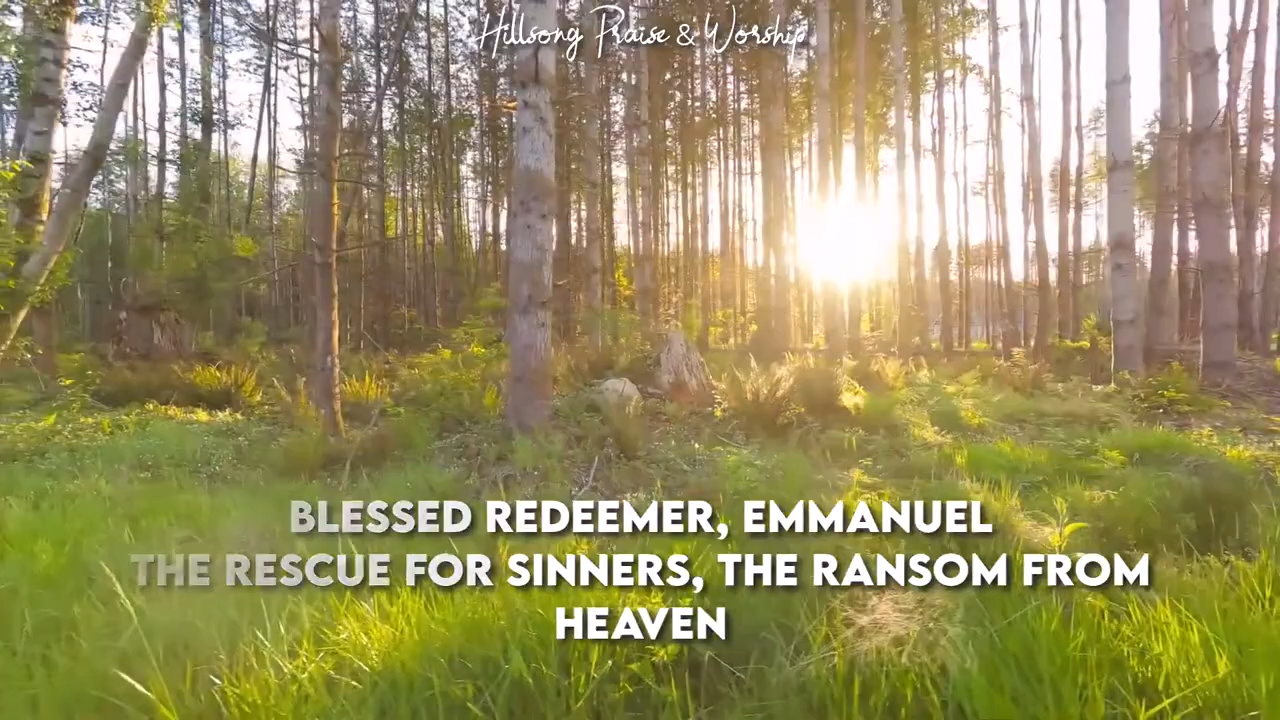 Hillsong Praise & Worship
BLESSED REDEEMER, EMMANUEL
THE RESCUE FOR SINNERS, THE RANSOM FROM
HEAVEN